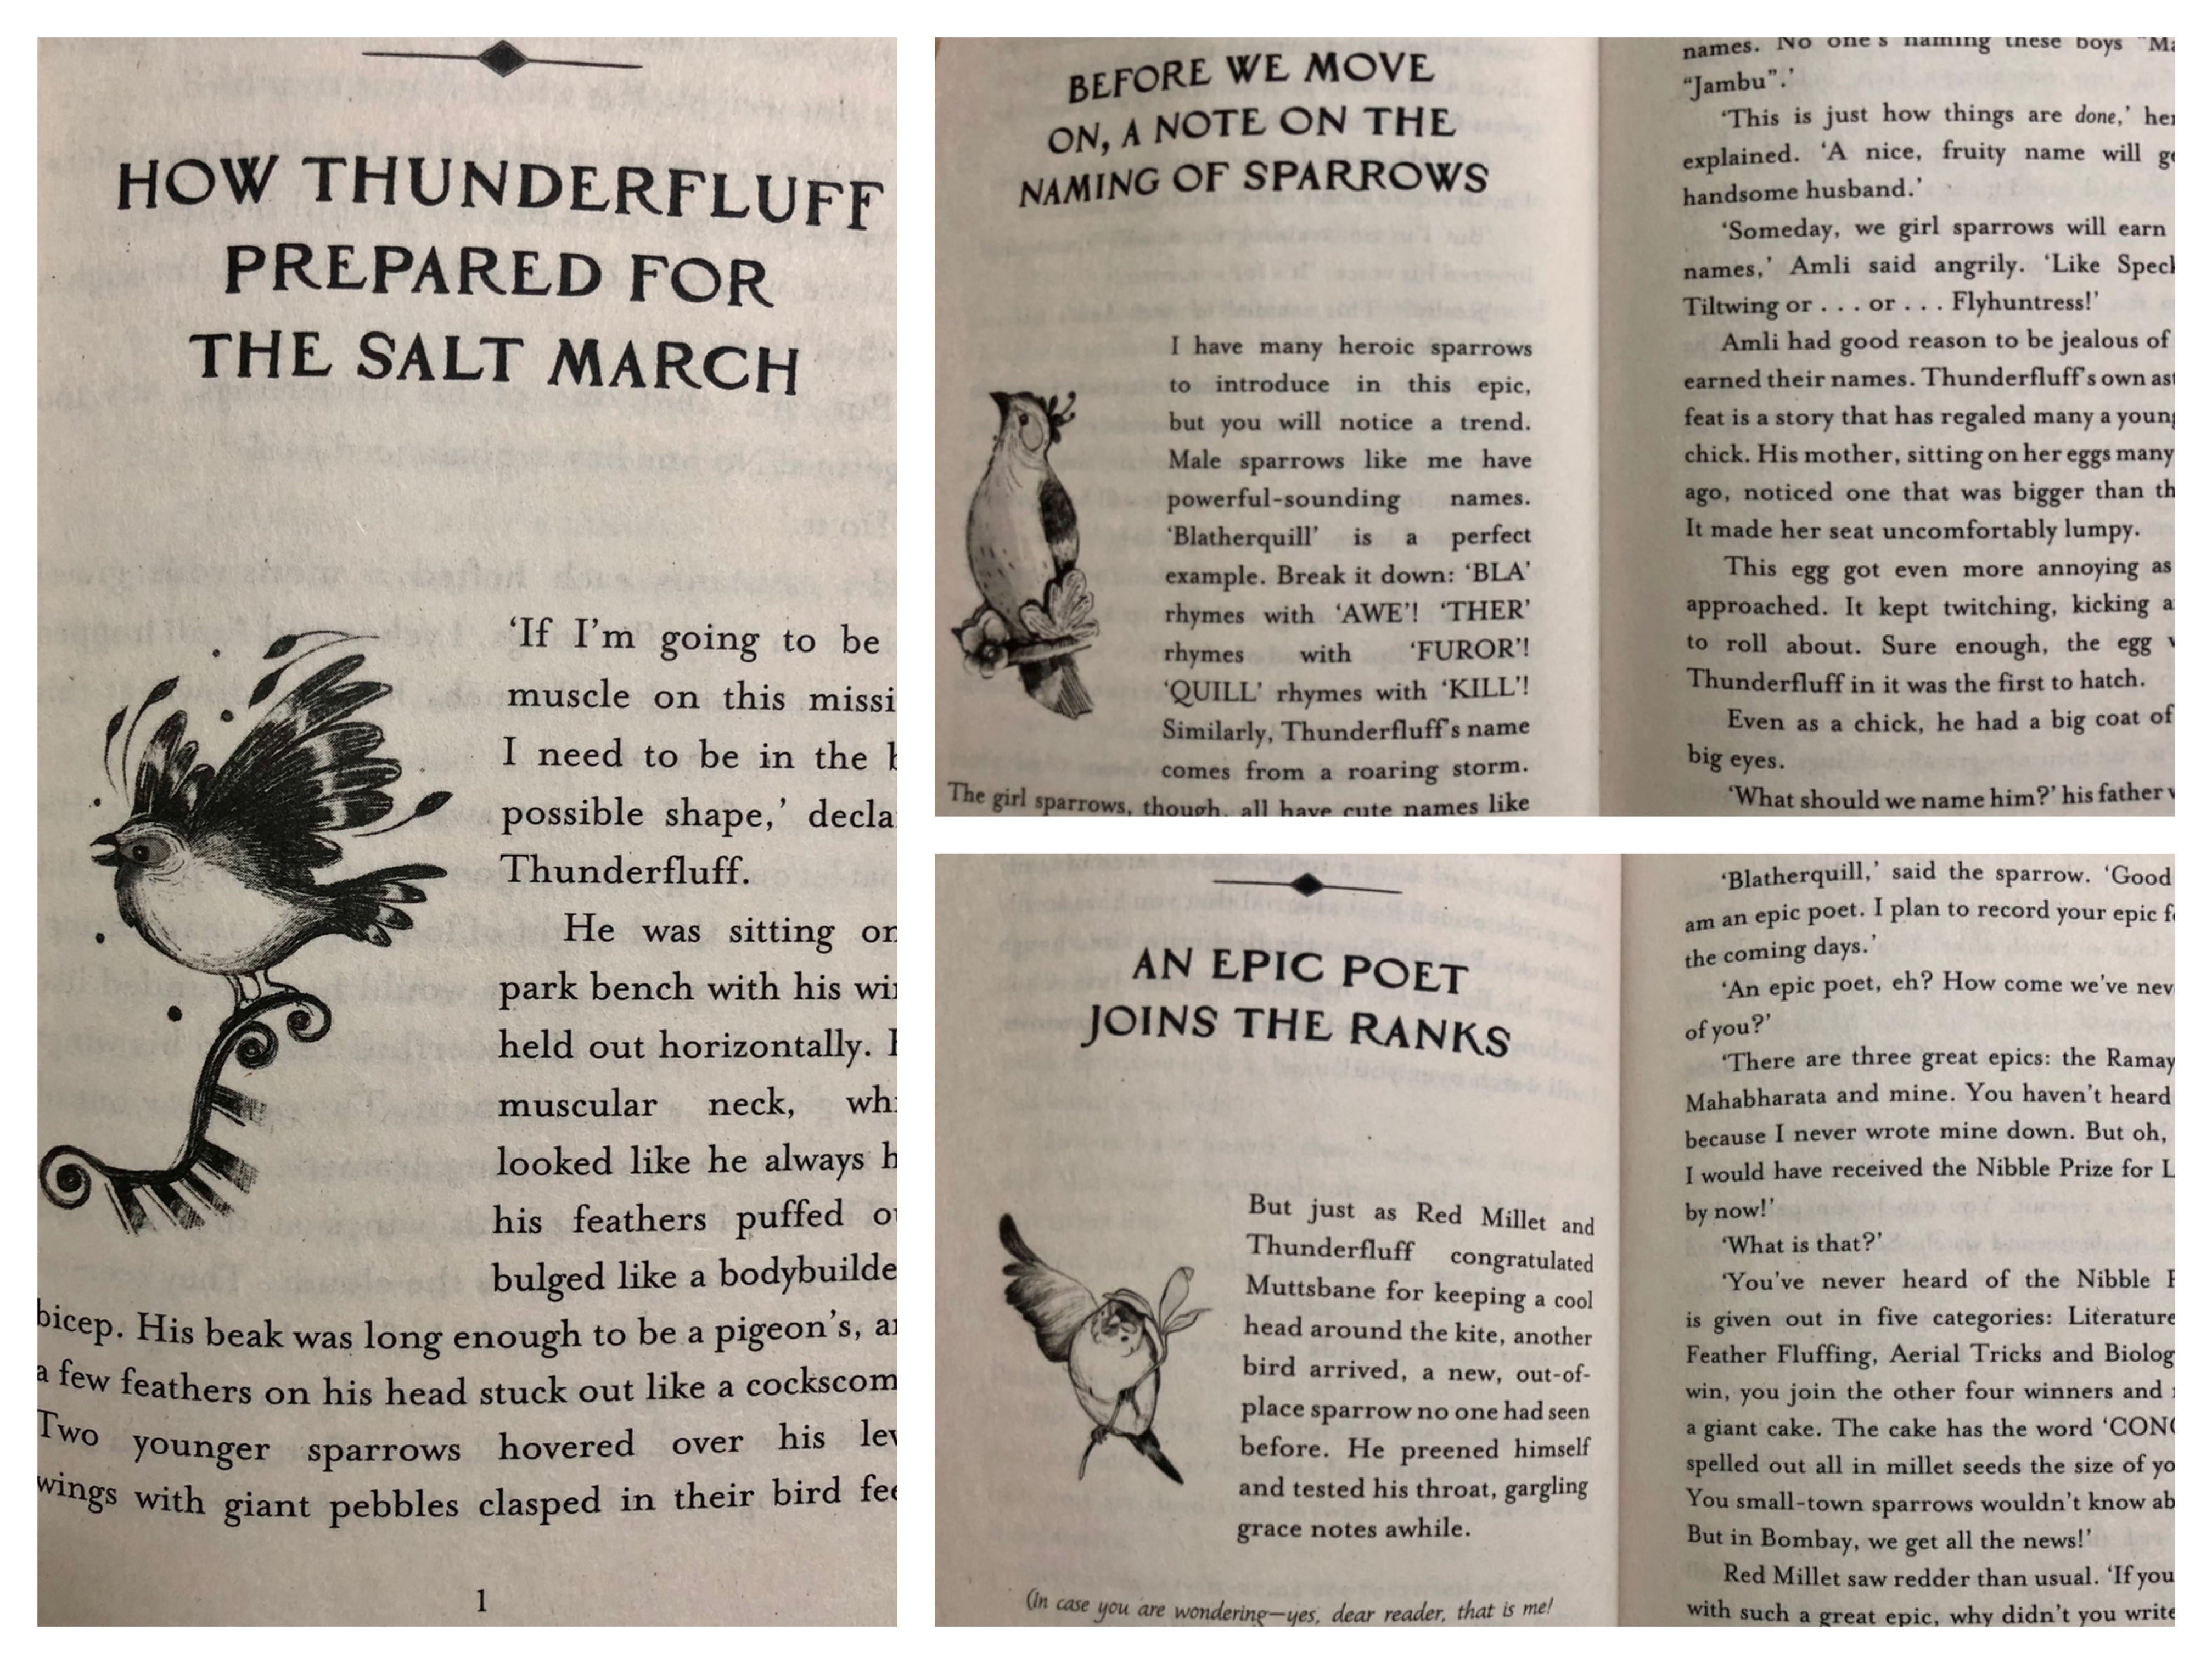 HOW THUNDERFLUFF
PREPARED FOR
THE SALT MARCH
‘If I’m going to be
muscle on this missi
I need to be in the
possible shape,’ decla
Thunderfluff.
He was sitting on
park bench with his wi
held out horizontally.
muscular neck, wh
looked like he always h
his feathers puffed o
bulged like a bodybuilde
bicep. His beak was long enough to be a pigeon’s, a
a few feathers on his head stuck out like a cockscom
Two younger sparrows hovered over his le
wings with giant pebbles clasped in their bird fe
1
BEFORE WE MOVE
ON, A NOTE ON THE
NAMING OF SPARROWS
I have many heroic sparrows
to introduce in this epic,
but you will notice a trend.
Male sparrows like me have
powerful-sounding names.
‘Blatherquill’ is a perfect
example. Break it down: ‘BLA’
rhymes with ‘AWE’! ‘THER’
rhymes with ‘FUROR’!
‘QUILL’ rhymes with ‘KILL’!
Similarly, Thunderfluff’s name
comes from a roaring storm.
The girl sparrows, though, all have cute names like
names. No one’s naming these boys “Ma
“Jambu”.’
‘This is just how things are done,’ her
explained. ‘A nice, fruity name will ge
handsome husband.’
‘Someday, we girl sparrows will earn
names,’ Amli said angrily. ‘Like Speck
Tiltwing or . . . or . . . Flyhuntress!’
Amli had good reason to be jealous of
earned their names. Thunderfluff’s own ast
feat is a story that has regaled many a young
chick. His mother, sitting on her eggs many
ago, noticed one that was bigger than th
It made her seat uncomfortably lumpy.
This egg got even more annoying as
approached. It kept twitching, kicking a
to roll about. Sure enough, the egg
Thunderfluff in it was the first to hatch.
Even as a chick, he had a big coat of
big eyes.
‘What should we name him?’ his father
AN EPIC POET
JOINS THE RANKS
But just as Red Millet and
Thunderfluff congratulated
Muttsbane for keeping a cool
head around the kite, another
bird arrived, a new, out-of-
place sparrow no one had seen
before. He preened himself
and tested his throat, gargling
grace notes awhile.
(In case you are wondering—yes, dear reader, that is me!
‘Blatherquill,’ said the sparrow. ‘Good
am an epic poet. I plan to record your epic f
the coming days.’
‘An epic poet, eh? How come we’ve nev
of you?’
‘There are three great epics: the Ramay
Mahabharata and mine. You haven’t heard
because I never wrote mine down. But oh,
I would have received the Nibble Prize for L
by now!’
‘What is that?’
‘You’ve never heard of the Nibble P
is given out in five categories: Literature
Feather Fluffing, Aerial Tricks and Biolog
win, you join the other four winners and
a giant cake. The cake has the word ‘CONG
spelled out all in millet seeds the size of yo
You small-town sparrows wouldn’t know ab
But in Bombay, we get all the news!’
Red Millet saw redder than usual. ‘If you
with such a great epic, why didn’t you write